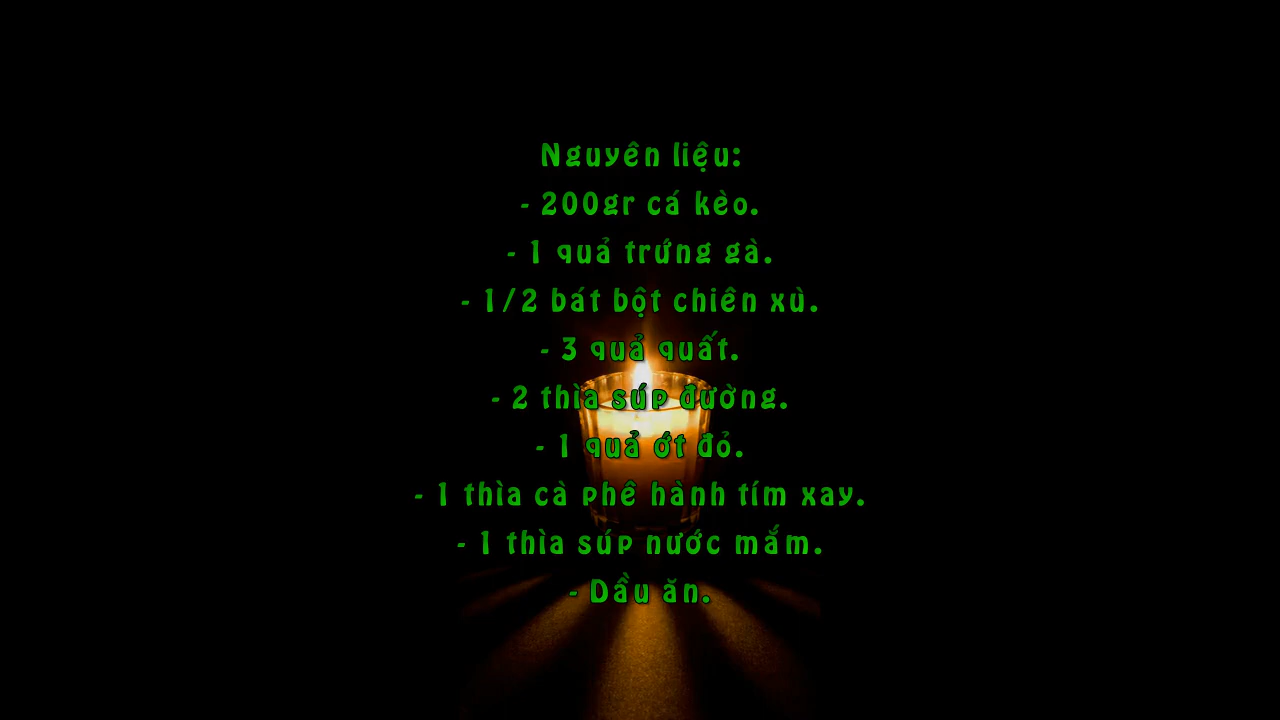 Nguyên liệu:
- 200gr cá kèo.
- 1 quả trứng gà.
- 1/2 bát bột chiên xù.
- 3 quả quất.
- 2 thìa súp đường.
- 1 quả ớt đỏ.
- 1 thìa cà phê hành tím xay.
- 1 thìa súp nước mắm.
- Dầu ăn.